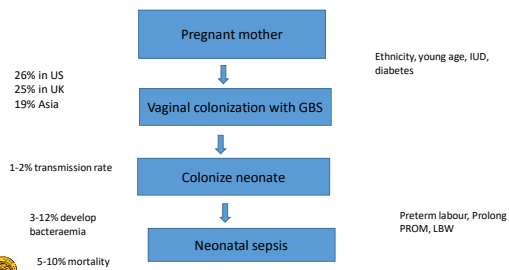 Pregnant mother
Ethnicity, young age, IUD,
diabetes
26% in US
25% in UK
19% Asia
Vaginal colonization with GBS
1-2% transmission rate
Colonize neonate
3-12% develop
bacteraemia
Preterm labour, Prolong
PROM, LBW
Neonatal sepsis
5-10% mortality